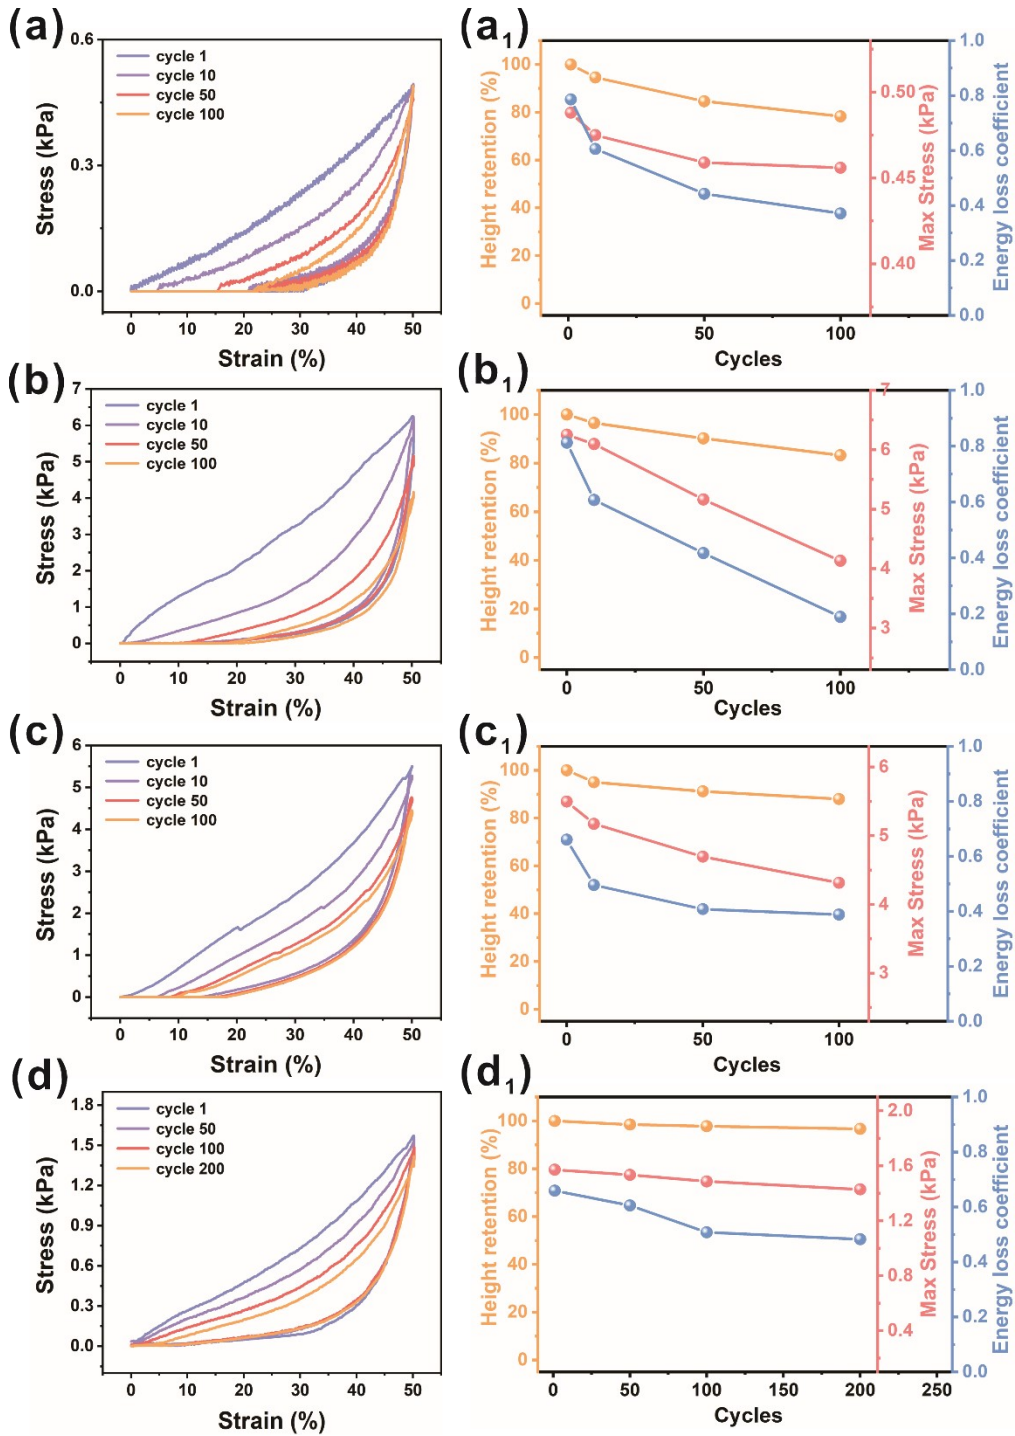 (a)
0.6
0.3
0.0
Stress (kPa)
cycle 1
cycle 10
cycle 50
cycle 100
0 10 20 30 40 50
Strain (%)
(a1)
100
80
60
40
20
0
Height retention (%)
0.50
0.45
0.40
Max Stress (kPa)
1.0
0.8
0.6
0.4
0.2
0.0
Energy loss coefficient
0 50 100
Cycles
(b)
7
6
5
4
3
2
1
0
Stress (kPa)
cycle 1
cycle 10
cycle 50
cycle 100
0 10 20 30 40 50
Strain (%)
(b1)
100
80
60
40
20
0
Height retention (%)
7
6
5
4
3
Max Stress (kPa)
1.0
0.8
0.6
0.4
0.2
0.0
Energy loss coefficient
0 50 100
Cycles
(c)
6
5
4
3
2
1
0
Stress (kPa)
cycle 1
cycle 10
cycle 50
cycle 100
0 10 20 30 40 50
Strain (%)
(c1)
100
80
60
40
20
0
Height retention (%)
6
5
4
3
Max Stress (kPa)
1.0
0.8
0.6
0.4
0.2
0.0
Energy loss coefficient
0 50 100
Cycles
(d)
1.8
1.5
1.2
0.9
0.6
0.3
0.0
Stress (kPa)
cycle 1
cycle 50
cycle 100
cycle 200
0 10 20 30 40 50
Strain (%)
(d1)
100
80
60
40
20
0
Height retention (%)
2.0
1.6
1.2
0.8
0.4
Max Stress (kPa)
1.0
0.8
0.6
0.4
0.2
0.0
Energy loss coefficient
0 50 100 150 200 250
Cycles